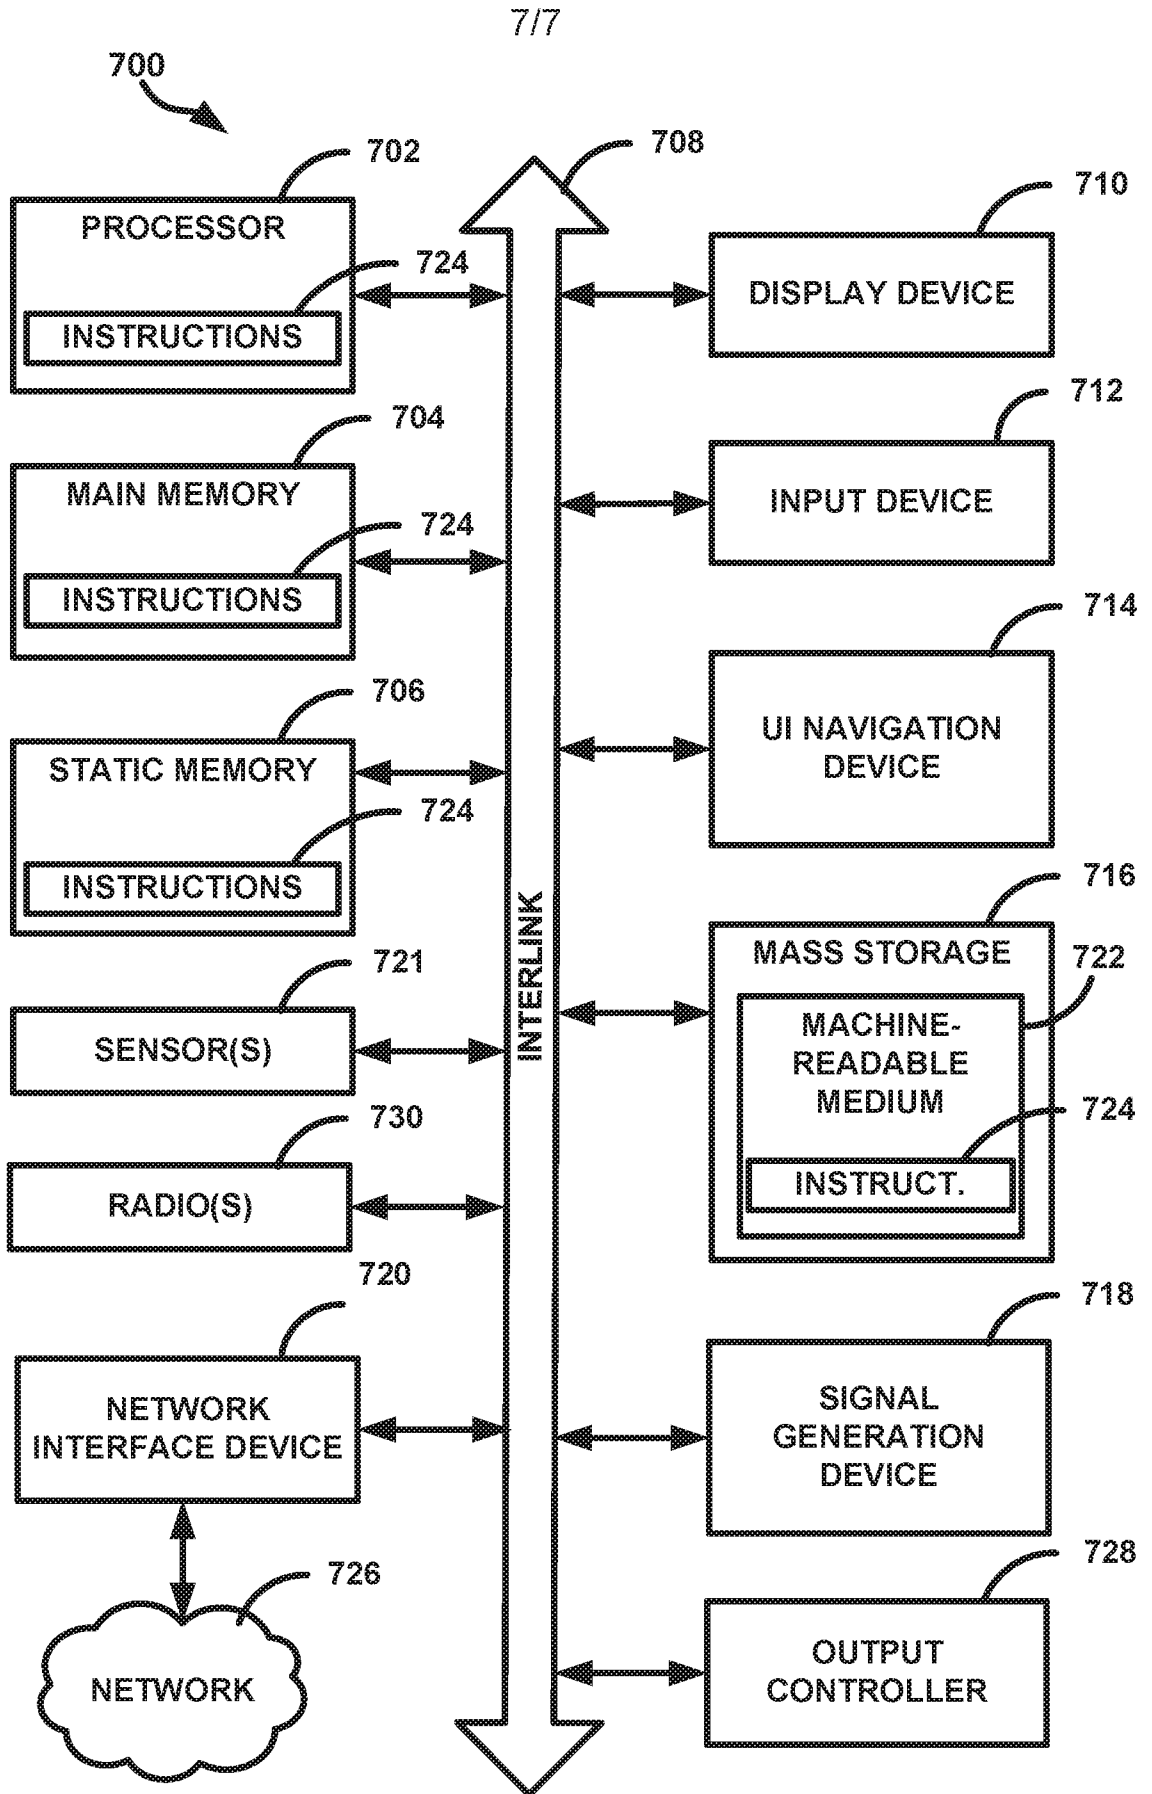 7/7
700
702
PROCESSOR
724
INSTRUCTIONS
704
MAIN MEMORY
724
INSTRUCTIONS
706
STATIC MEMORY
724
INSTRUCTIONS
721
SENSOR(S)
730
RADIO(S)
720
NETWORK
INTERFACE DEVICE
726
NETWORK
708
INTERLINK
710
DISPLAY DEVICE
712
INPUT DEVICE
714
UI NAVIGATION
DEVICE
716
MASS STORAGE
722
MACHINE-
READABLE
MEDIUM
724
INSTRUCT.
718
SIGNAL
GENERATION
DEVICE
728
OUTPUT
CONTROLLER